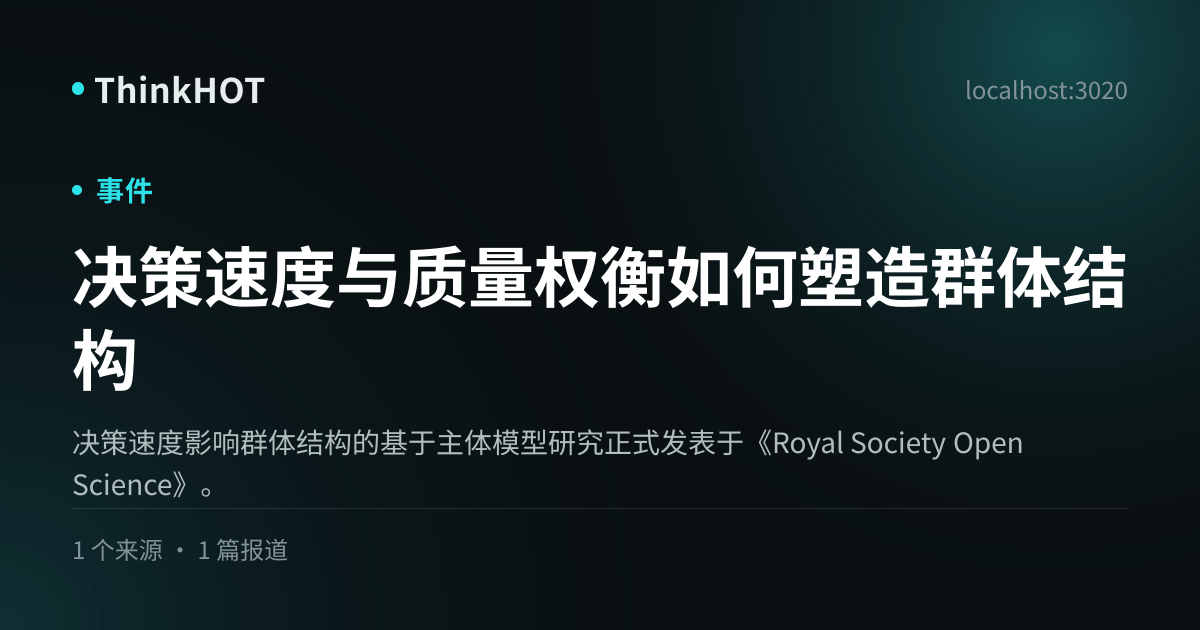 ThinkHOT
localhost:3020
事件
决策速度与质量权衡如何塑造群体结
构
决策速度影响群体结构的基于主体模型研究正式发表于《Royal Society Open
Science》。
1 个来源 · 1 篇报道